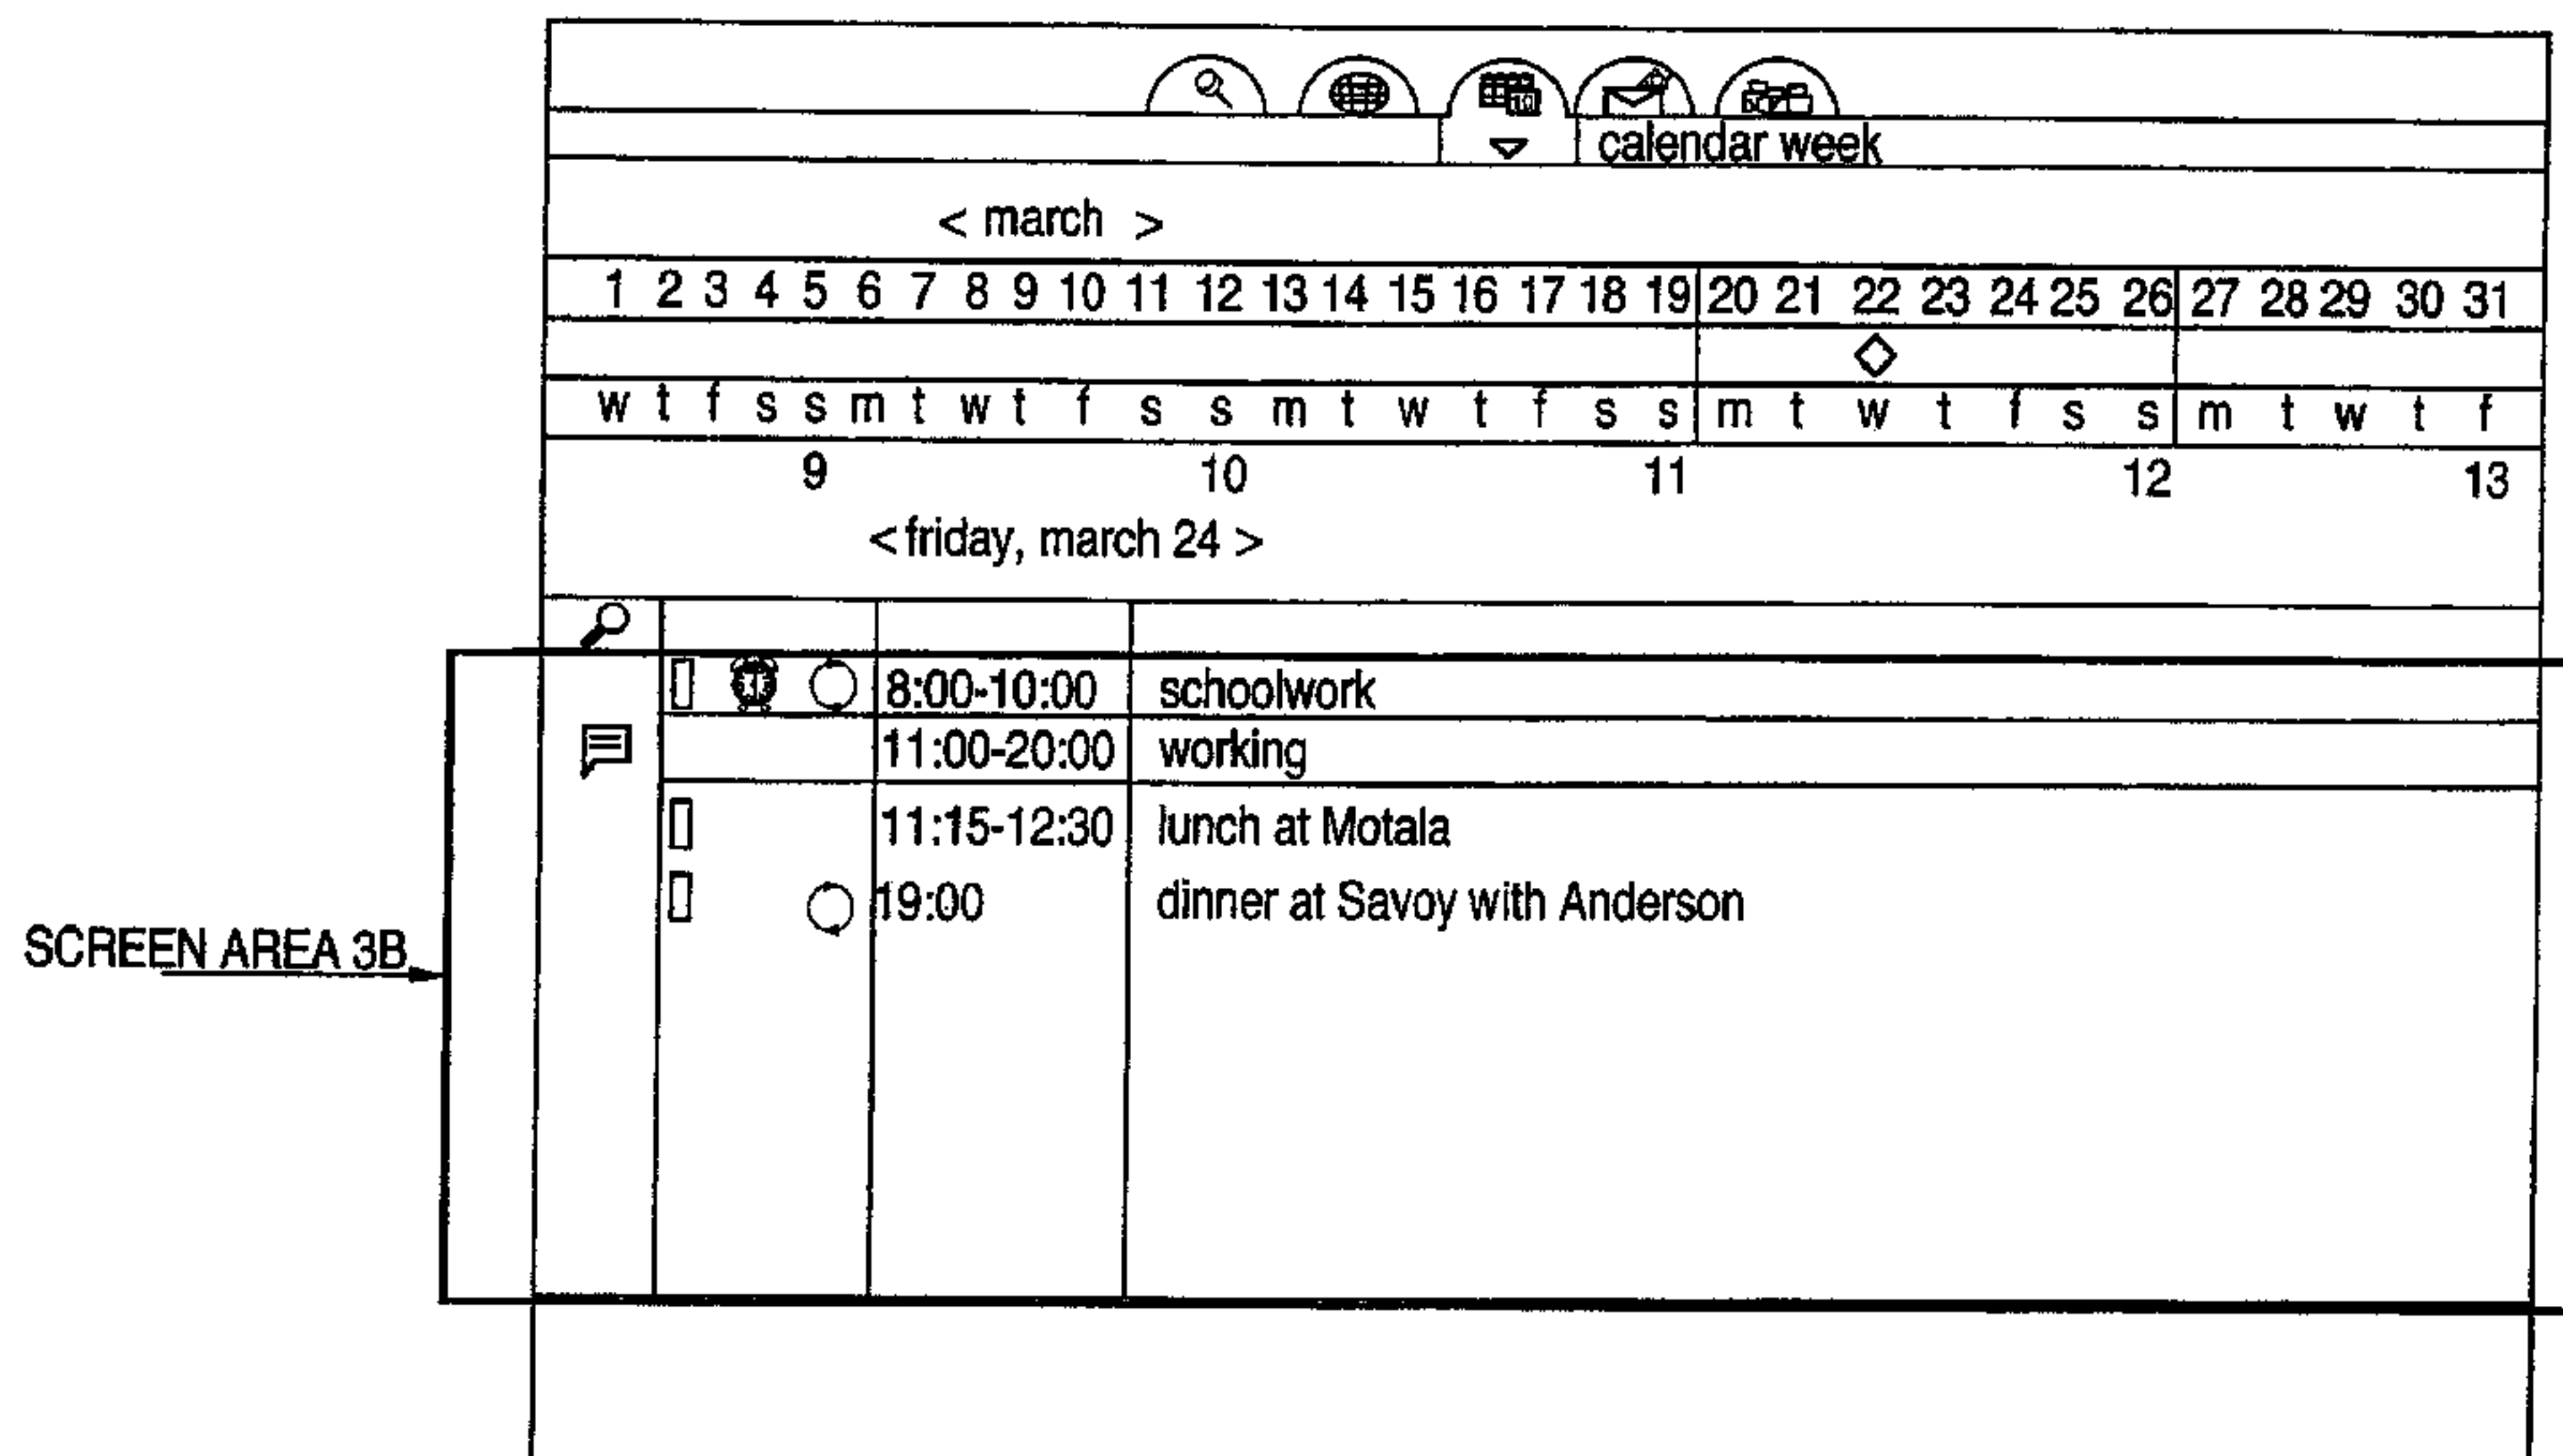 calendar week
< march >
1 2 3 4 5 6 7 8 9 10 11 12 13 14 15 16 17 18 19 20 21 22 23 24 25 26 27 28 29 30 31
w t f s s m t w t f s s m t w t f s s m t w t f s s m t w t f
9 10 11 12 13
< friday, march 24 >
8:00-10:00 schoolwork
11:00-20:00 working
11:15-12:30 lunch at Motala
19:00 dinner at Savoy with Anderson
SCREEN AREA 3B